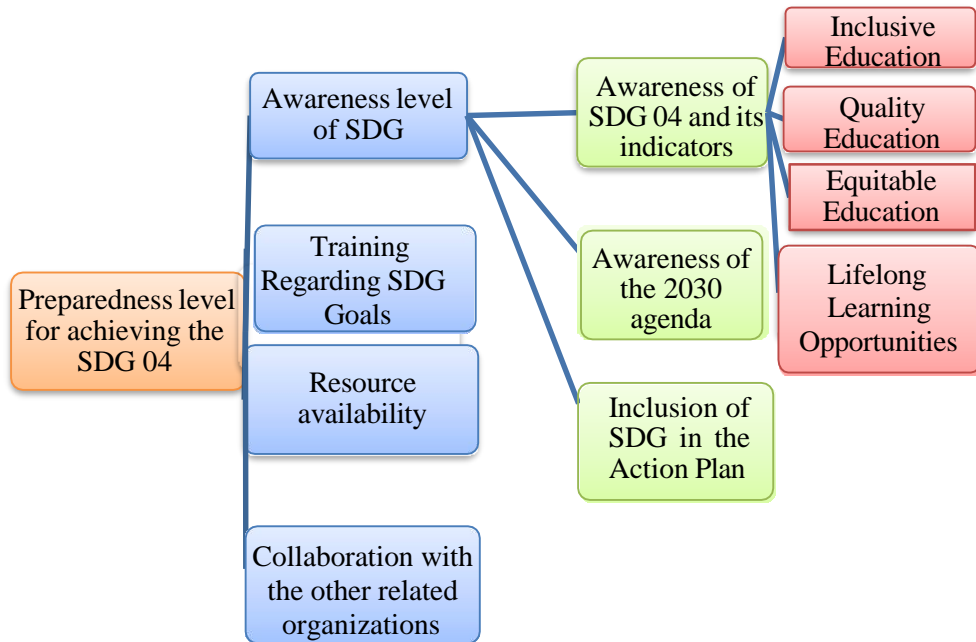 Preparedness level
for achieving the
SDG 04
Awareness level
of SDG
Training
Regarding SDG
Goals
Resource
availability
Collaboration with
the other related
organizations
Awareness of
SDG 04 and its
indicators
Awareness of
the 2030
agenda
Inclusion of
SDG in the
Action Plan
Inclusive
Education
Quality
Education
Equitable
Education
Lifelong
Learning
Opportunities